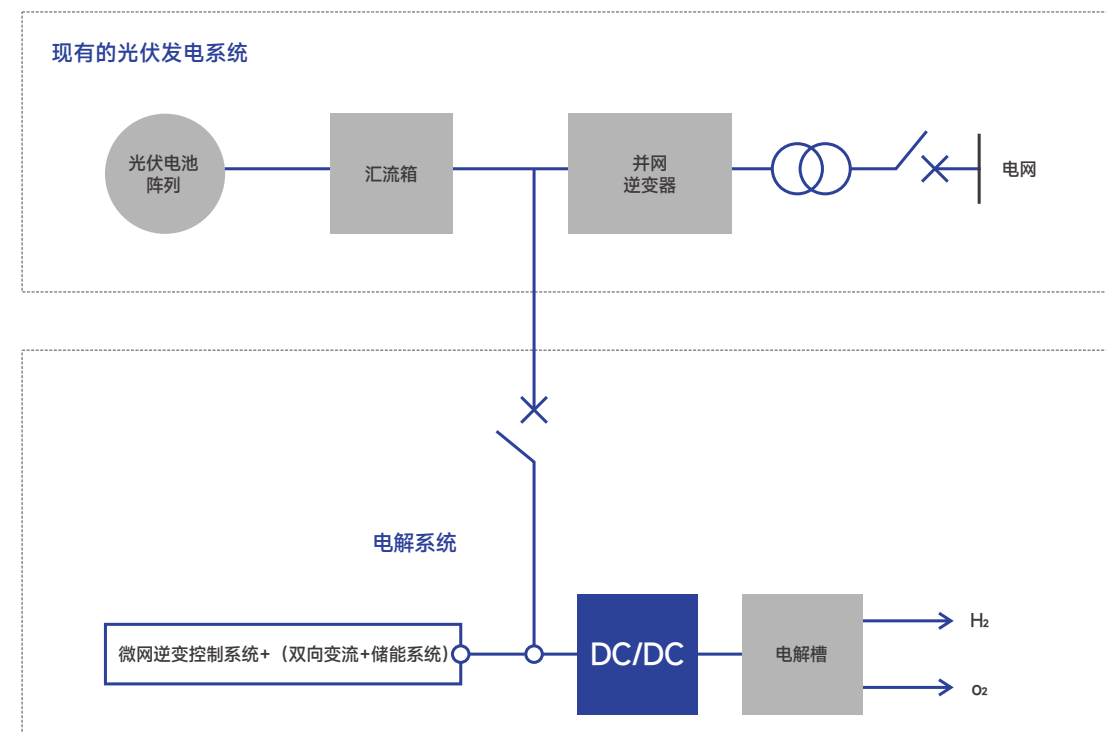 现有的光伏发电系统
光伏电池
阵列
汇流箱
并网
逆变器
电网
电解系统
微网逆变控制系统+（双向变流+储能系统）
DC/DC
电解槽
H₂
O₂